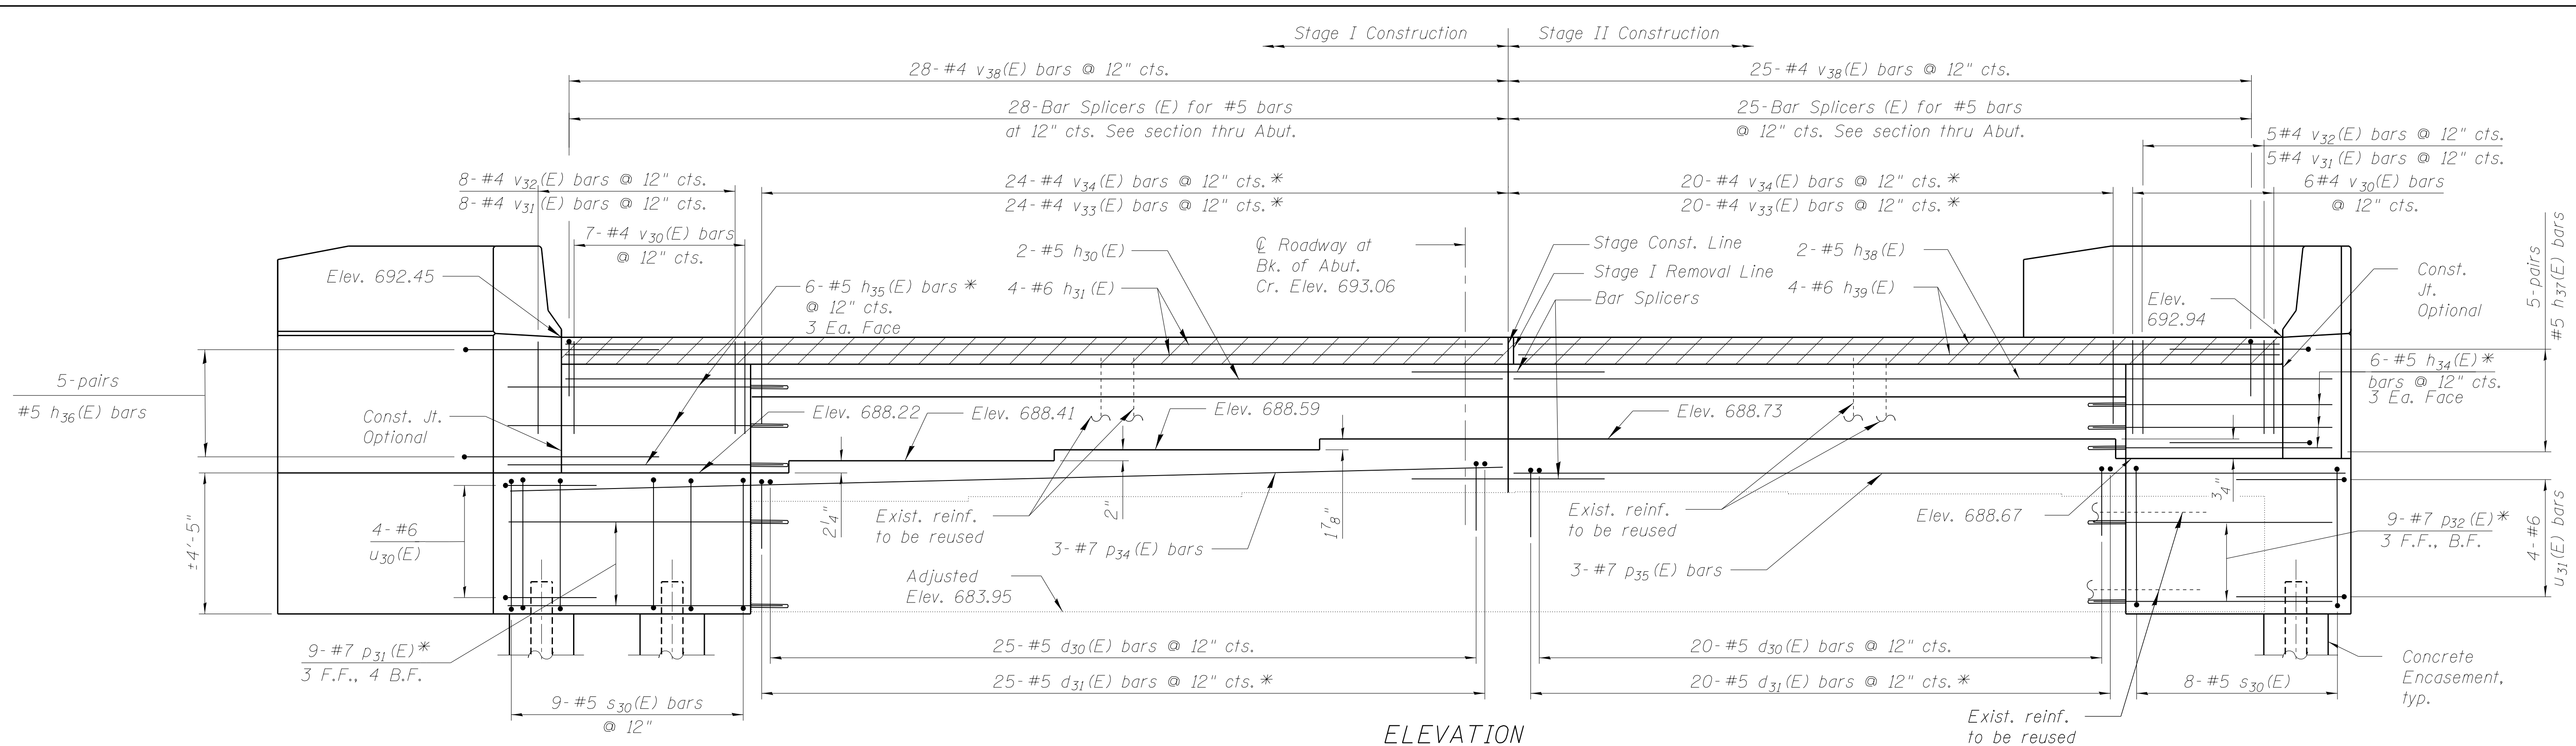 Stage I Construction
Stage II Construction
28-#4 v38(E) bars @ 12" cts.
25-#4 v38(E) bars @ 12" cts.
28-Bar Splicers (E) for #5 bars
at 12" cts. See section thru Abut.
25-Bar Splicers (E) for #5 bars
@ 12" cts. See section thru Abut.
5#4 v32(E) bars @ 12" cts.
5#4 v31(E) bars @ 12" cts.
8-#4 v32(E) bars @ 12" cts.
8-#4 v31(E) bars @ 12" cts.
24-#4 v34(E) bars @ 12" cts.*
24-#4 v33(E) bars @ 12" cts.*
20-#4 v34(E) bars @ 12" cts.*
20-#4 v33(E) bars @ 12" cts.*
6#4 v30(E) bars
@ 12" cts.
7-#4 v30(E) bars
@ 12" cts.
2-#5 h30(E)
4-#6 h31(E)
℄ Roadway at
Bk. of Abut.
Cr. Elev. 693.06
Stage Const. Line
Stage I Removal Line
Bar Splicers
2-#5 h38(E)
4-#6 h39(E)
Elev. 692.45
6-#5 h35(E) bars *
@ 12" cts.
3 Ea. Face
Elev.
692.94
Const.
Jt.
Optional
5-pairs
#5 h37(E) bars
5-pairs
#5 h36(E) bars
6-#5 h34(E)*
bars @ 12" cts.
3 Ea. Face
Const. Jt.
Optional
Elev. 688.22
Elev. 688.41
Elev. 688.59
Elev. 688.73
±4'-5"
4-#6
u30(E)
2¼"
Exist. reinf.
to be reused
2"
3-#7 p34(E) bars
1⅞"
Exist. reinf.
to be reused
3-#7 p35(E) bars
Elev. 688.67
¾"
9-#7 p32(E)*
3 F.F., B.F.
4-#6
u31(E) bars
Adjusted
Elev. 683.95
9-#7 p31(E)*
3 F.F., 4 B.F.
25-#5 d30(E) bars @ 12" cts.
25-#5 d31(E) bars @ 12" cts.*
20-#5 d30(E) bars @ 12" cts.
20-#5 d31(E) bars @ 12" cts.*
9-#5 s30(E) bars
@ 12"
8-#5 s30(E)
Concrete
Encasement,
typ.
Exist. reinf.
to be reused
ELEVATION